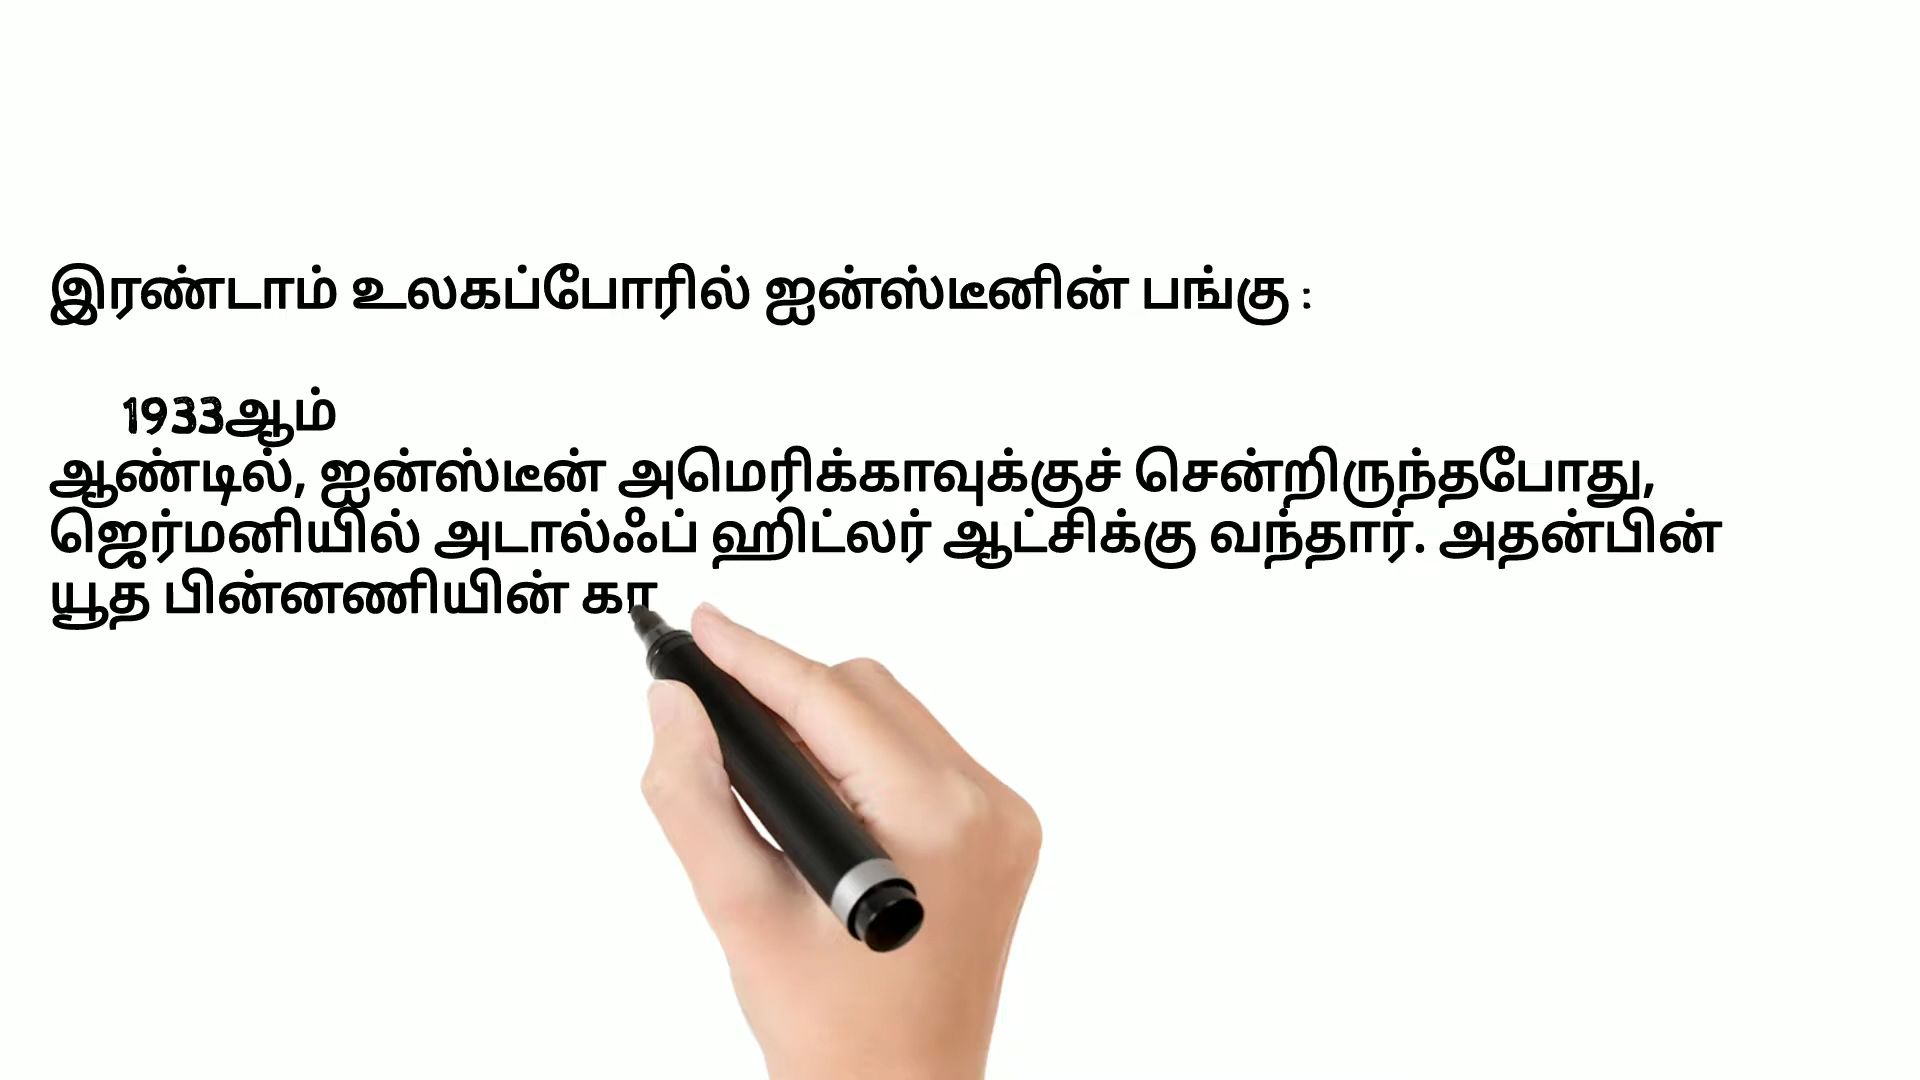 இரண்டாம் உலகப்போரில் ஐன்ஸ்டீனின் பங்கு :
1933ஆம்
ஆண்டில், ஐன்ஸ்டீன் அமெரிக்காவுக்குச் சென்றிருந்தபோது,
ஜெர்மனியில் அடால்ஃப் ஹிட்லர் ஆட்சிக்கு வந்தார். அதன்பின்
யூத பின்னணியின் கா